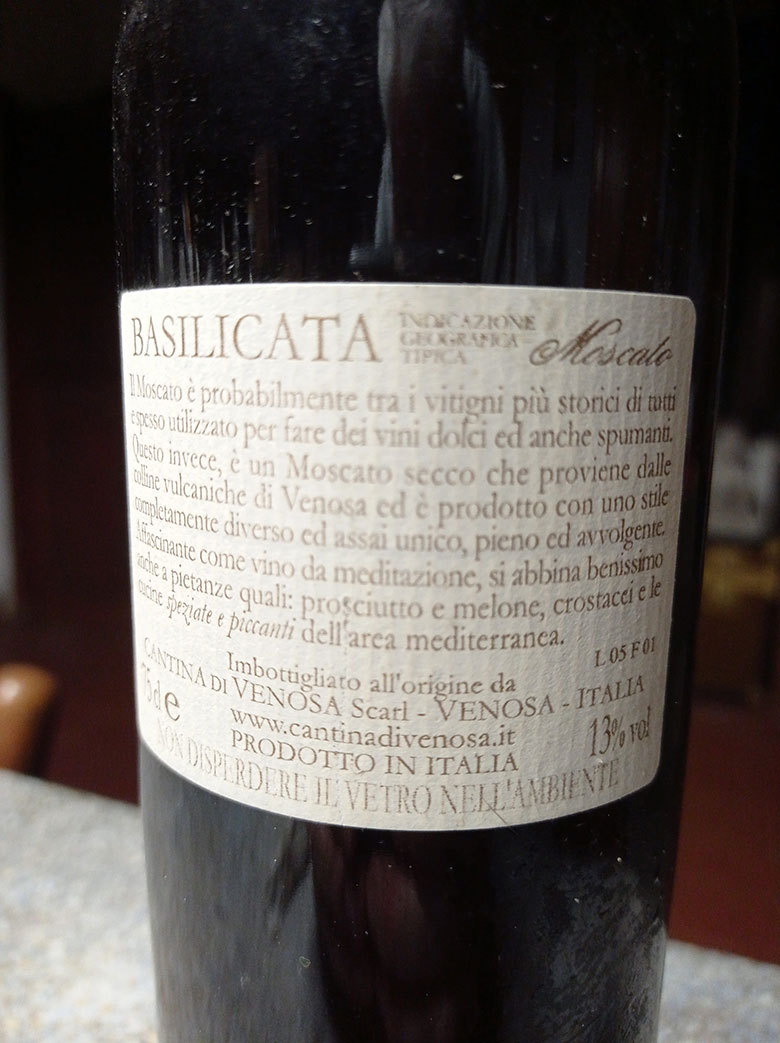 BASILICATA
INDICAZIONE
GEOGRAFICA
TIPICA
Moscato
Il Moscato è probabilmente tra i vitigni più storici di tutti
e spesso utilizzato per fare dei vini dolci ed anche spumanti.
Questo invece, è un Moscato secco che proviene dalle
colline vulcaniche di Venosa ed è prodotto con uno stile
completamente diverso ed assai unico, pieno ed avvolgente.
Affascinante come vino da meditazione, si abbina benissimo
anche a pietanze quali: prosciutto e melone, crostacei e le
cucine speziate e piccanti dell'area mediterranea.
L 05 F 01
Imbottigliato all'origine da
CANTINA DI VENOSA Scarl - VENOSA - ITALIA
75 cl e
www.cantinadivenosa.it
13% vol
PRODOTTO IN ITALIA
NON DISPERDERE IL VETRO NELL'AMBIENTE